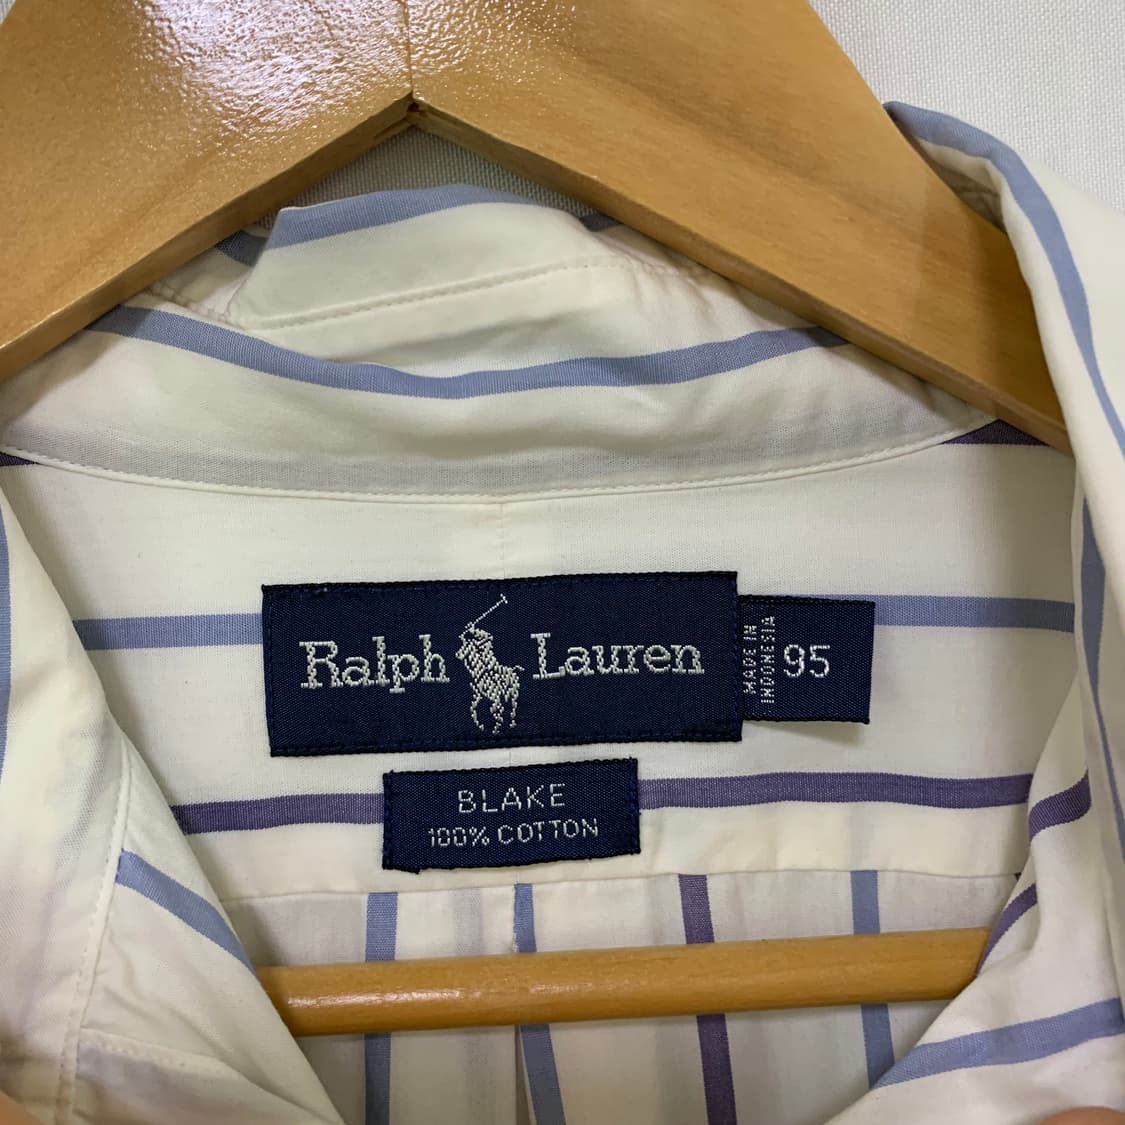 Ralph Lauren
MADE IN
INDONESIA
95
BLAKE
100% COTTON